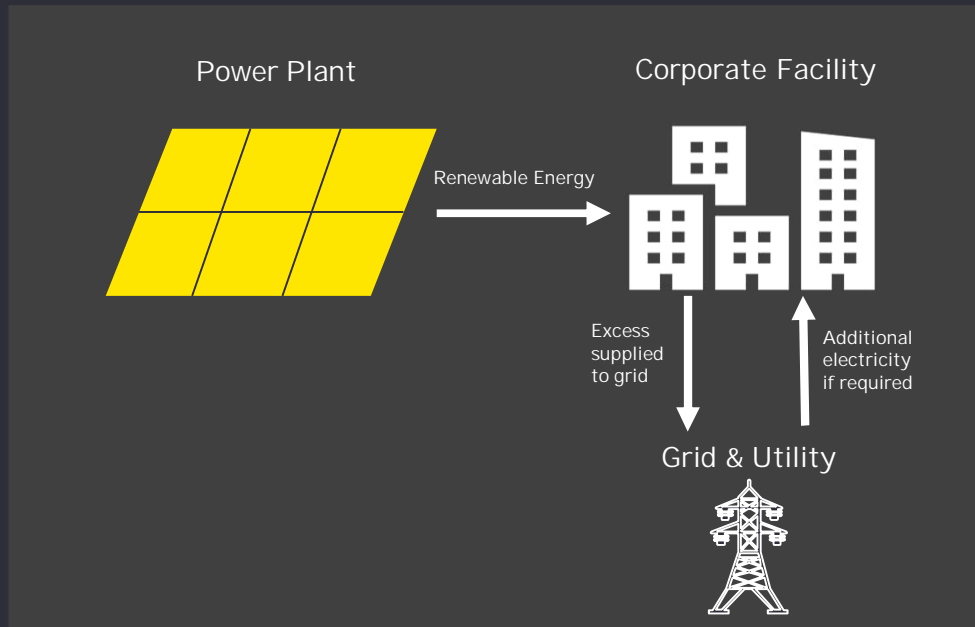 Power Plant
Corporate Facility
Renewable Energy
Excess
supplied
to grid
Additional
electricity
if required
Grid & Utility